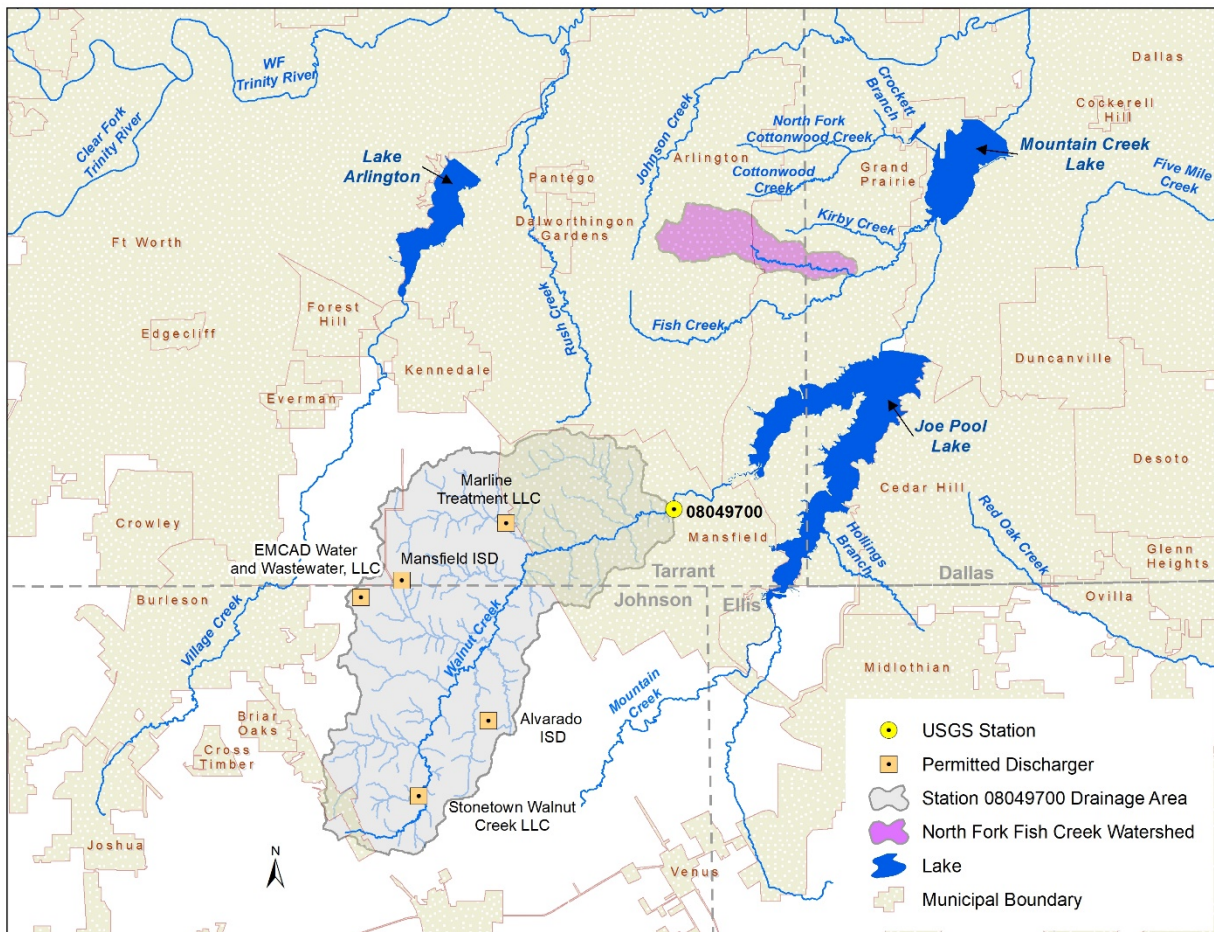 WF
Trinity River
Clear Fork
Trinity River
Lake
Arlington
Ft Worth
Pantego
Dalworthingon
Gardens
Johnson Creek
Arlington
North Fork
Cottonwood Creek
Cottonwood
Creek
Crockett
Branch
Grand
Prairie
Kirby Creek
Dallas
Cockerell
Hill
Mountain Creek
Lake
Five Mile
Creek
Forest
Hill
Edgecliff
Everman
Kennedale
Rush Creek
Fish Creek
Duncanville
Joe Pool
Lake
Desoto
Cedar Hill
Crowley
Marline
Treatment LLC
08049700
Mansfield
EMCAD Water
and Wastewater, LLC
Mansfield ISD
Tarrant
Johnson
Ellis
Dallas
Hollings
Branch
Red Oak Creek
Glenn
Heights
Ovilla
Burleson
Village Creek
Walnut Creek
Midlothian
Mountain
Creek
Alvarado
ISD
Briar
Oaks
Cross
Timber
Stonetown Walnut
Creek LLC
Joshua
Venus
N
USGS Station
Permitted Discharger
Station 08049700 Drainage Area
North Fork Fish Creek Watershed
Lake
Municipal Boundary